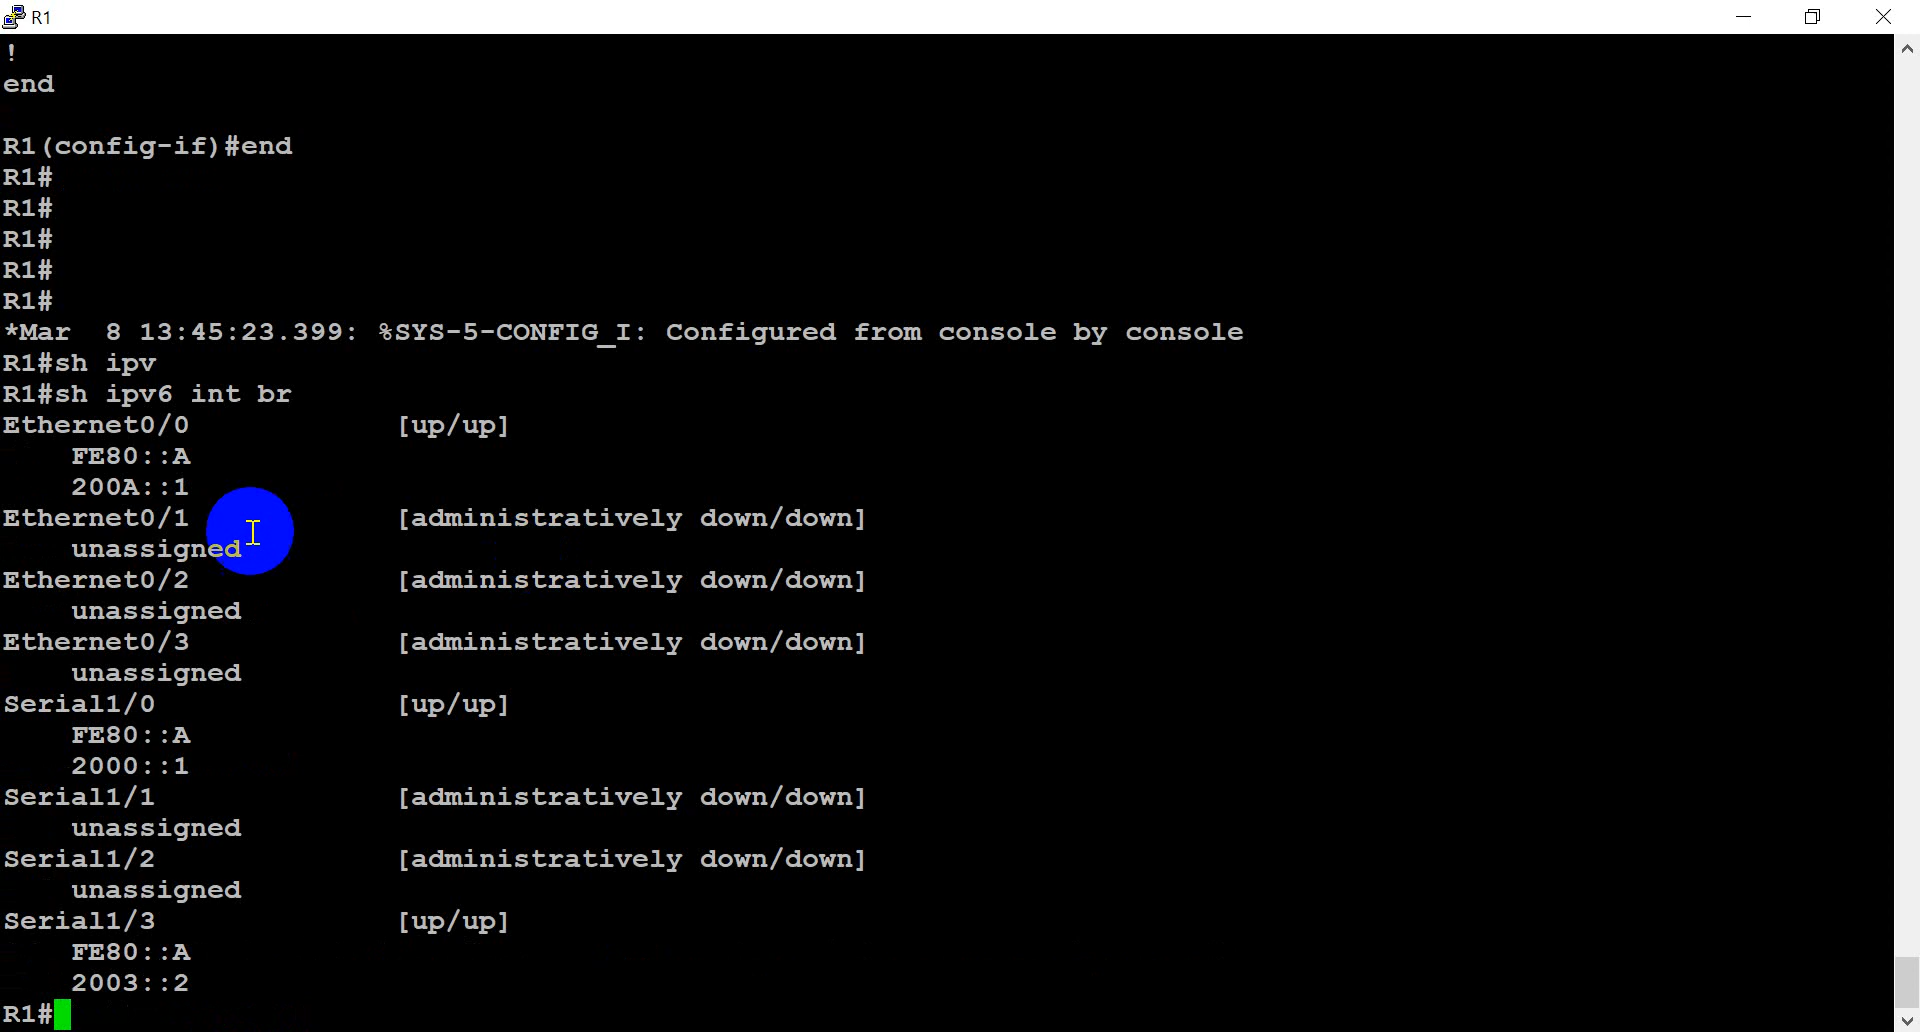 R1
!
end
R1(config-if)#end
R1#
R1#
R1#
R1#
R1#
*Mar  8 13:45:23.399: %SYS-5-CONFIG_I: Configured from console by console
R1#sh ipv
R1#sh ipv6 int br
Ethernet0/0            [up/up]
    FE80::A
    200A::1
Ethernet0/1            [administratively down/down]
    unassigned
Ethernet0/2            [administratively down/down]
    unassigned
Ethernet0/3            [administratively down/down]
    unassigned
Serial1/0              [up/up]
    FE80::A
    2000::1
Serial1/1              [administratively down/down]
    unassigned
Serial1/2              [administratively down/down]
    unassigned
Serial1/3              [up/up]
    FE80::A
    2003::2
R1#